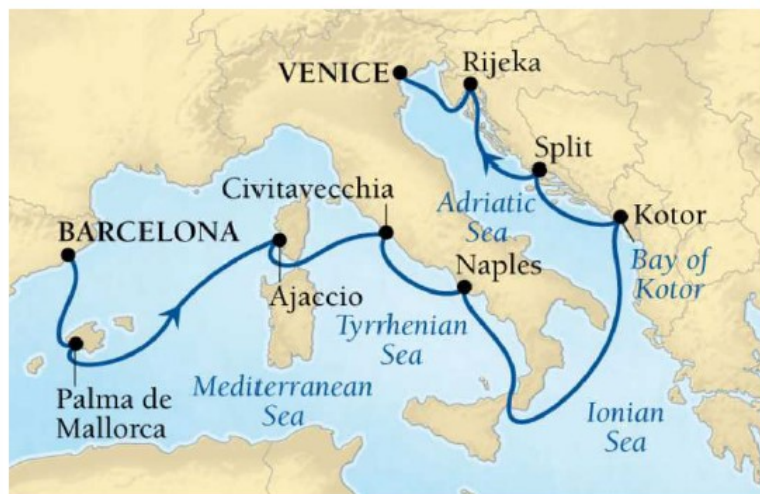 VENICE
Rijeka
Split
Civitavecchia
Adriatic
Sea
Kotor
BARCELONA
Bay of
Kotor
Naples
Ajaccio
Tyrrhenian
Sea
Palma de
Mallorca
Mediterranean
Sea
Ionian
Sea